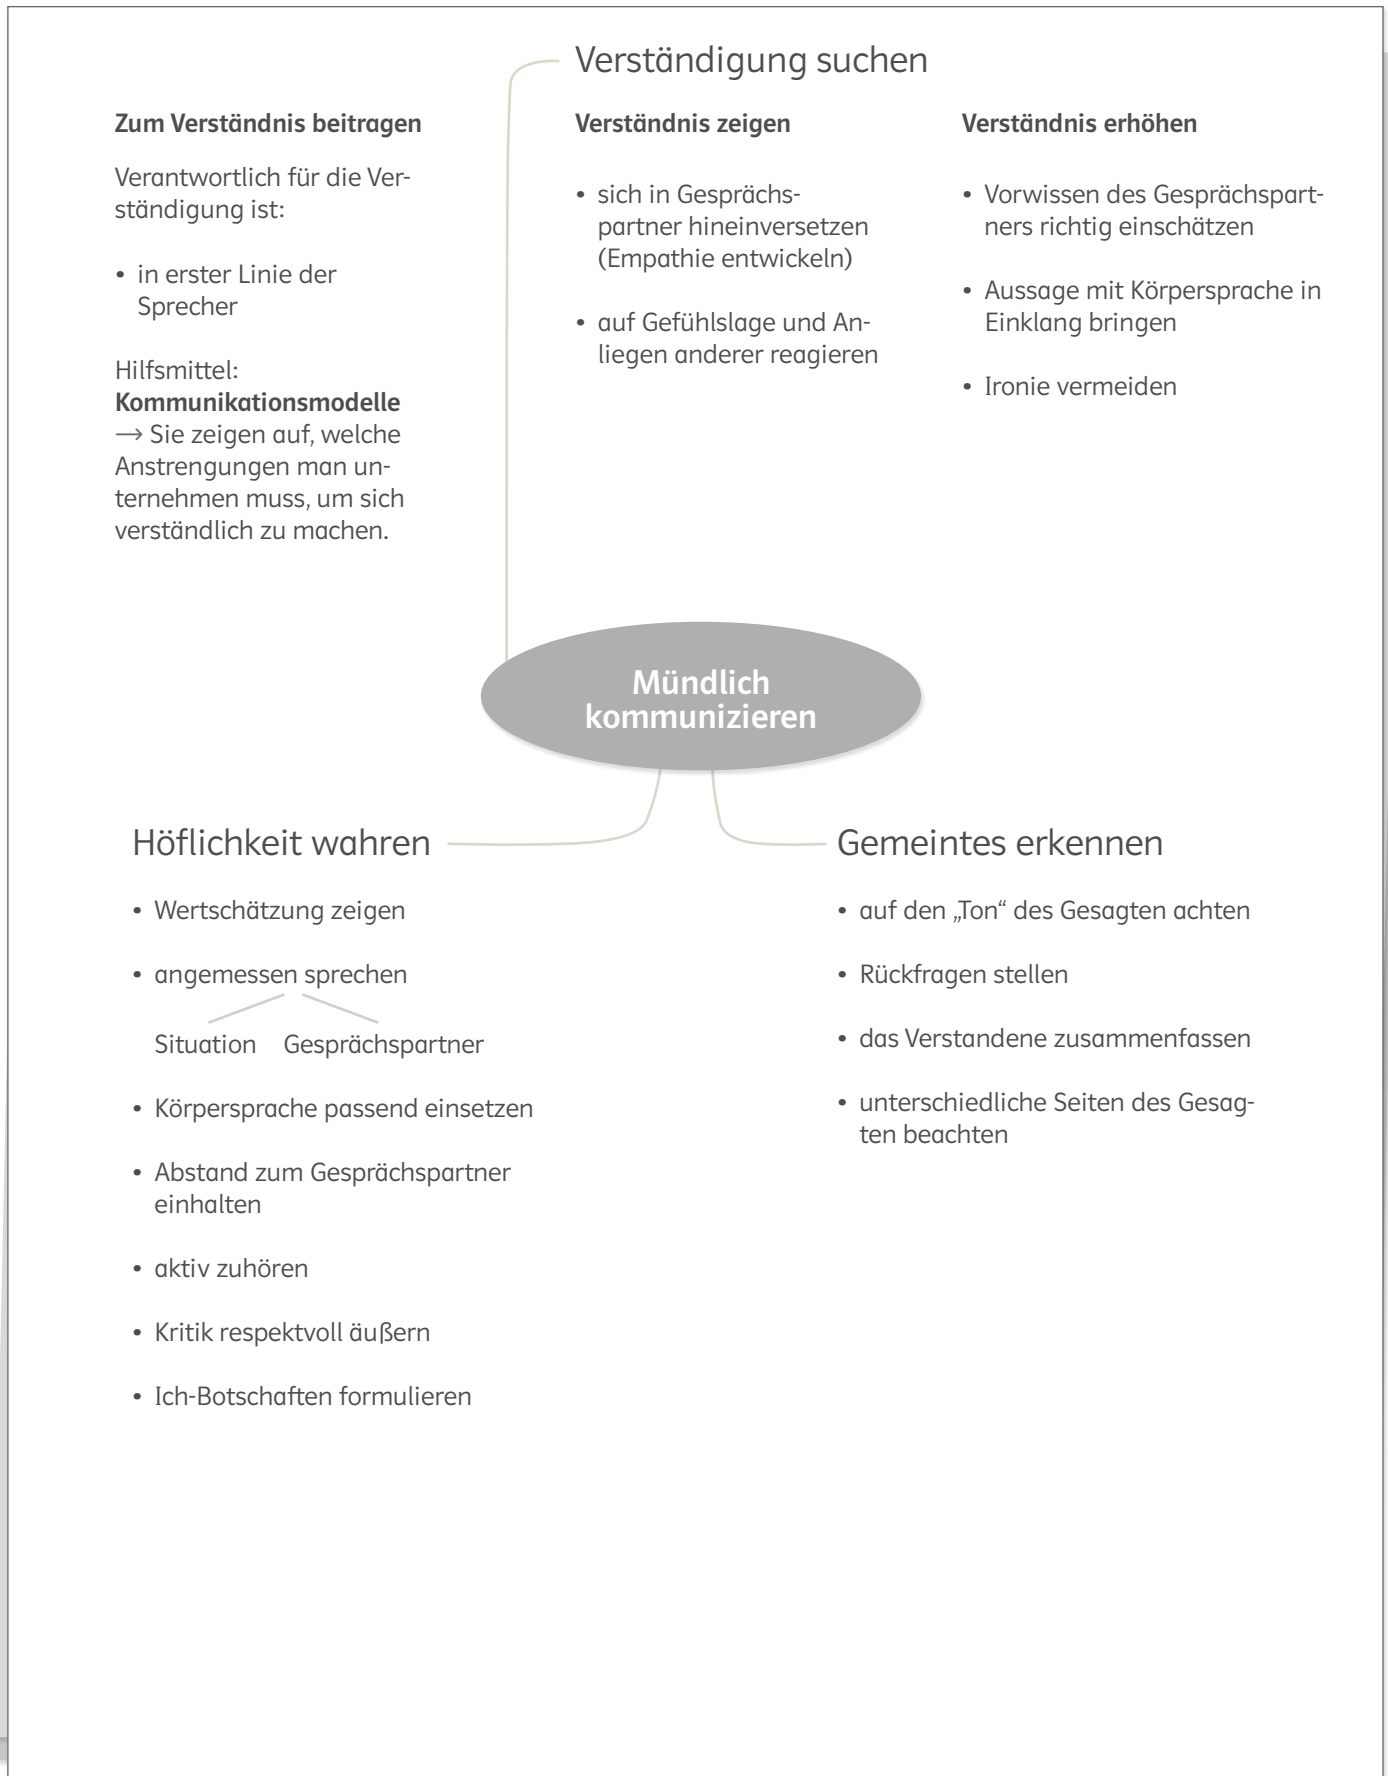 Verständigung suchen
Zum Verständnis beitragen
Verantwortlich für die Ver-
ständigung ist:
• in erster Linie der
Sprecher
Hilfsmittel:
Kommunikationsmodelle
→ Sie zeigen auf, welche
Anstrengungen man un-
ternehmen muss, um sich
verständlich zu machen.
Verständnis zeigen
• sich in Gesprächs-
partner hineinversetzen
(Empathie entwickeln)
• auf Gefühlslage und An-
liegen anderer reagieren
Verständnis erhöhen
• Vorwissen des Gesprächspart-
ners richtig einschätzen
• Aussage mit Körpersprache in
Einklang bringen
• Ironie vermeiden
Mündlich
kommunizieren
Höflichkeit wahren
• Wertschätzung zeigen
• angemessen sprechen
Situation Gesprächspartner
• Körpersprache passend einsetzen
• Abstand zum Gesprächspartner
einhalten
• aktiv zuhören
• Kritik respektvoll äußern
• Ich-Botschaften formulieren
Gemeintes erkennen
• auf den „Ton“ des Gesagten achten
• Rückfragen stellen
• das Verstandene zusammenfassen
• unterschiedliche Seiten des Gesag-
ten beachten